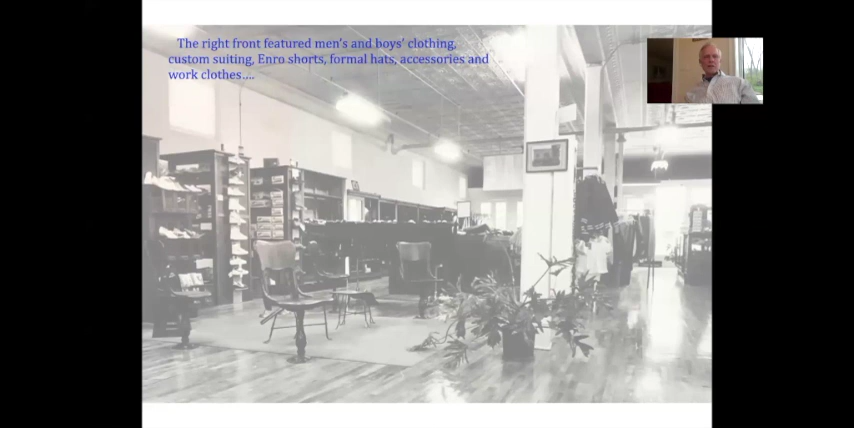 The right front featured men's and boys' clothing,
custom suiting, Enro shorts, formal hats, accessories and
work clothes….